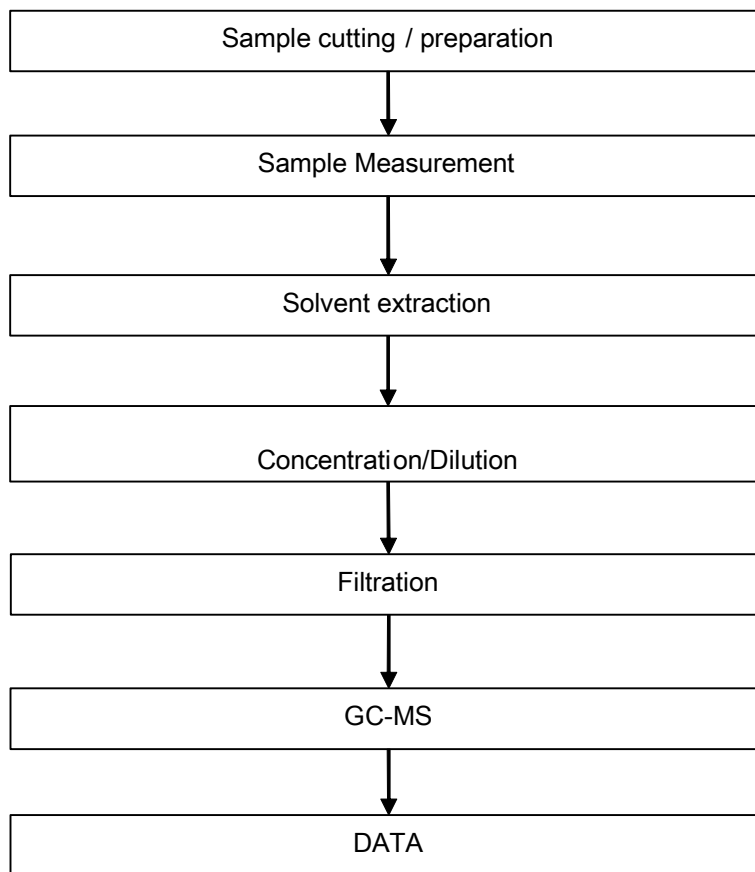 Sample cutting / preparation
Sample Measurement
Solvent extraction
Concentration/Dilution
Filtration
GC-MS
DATA